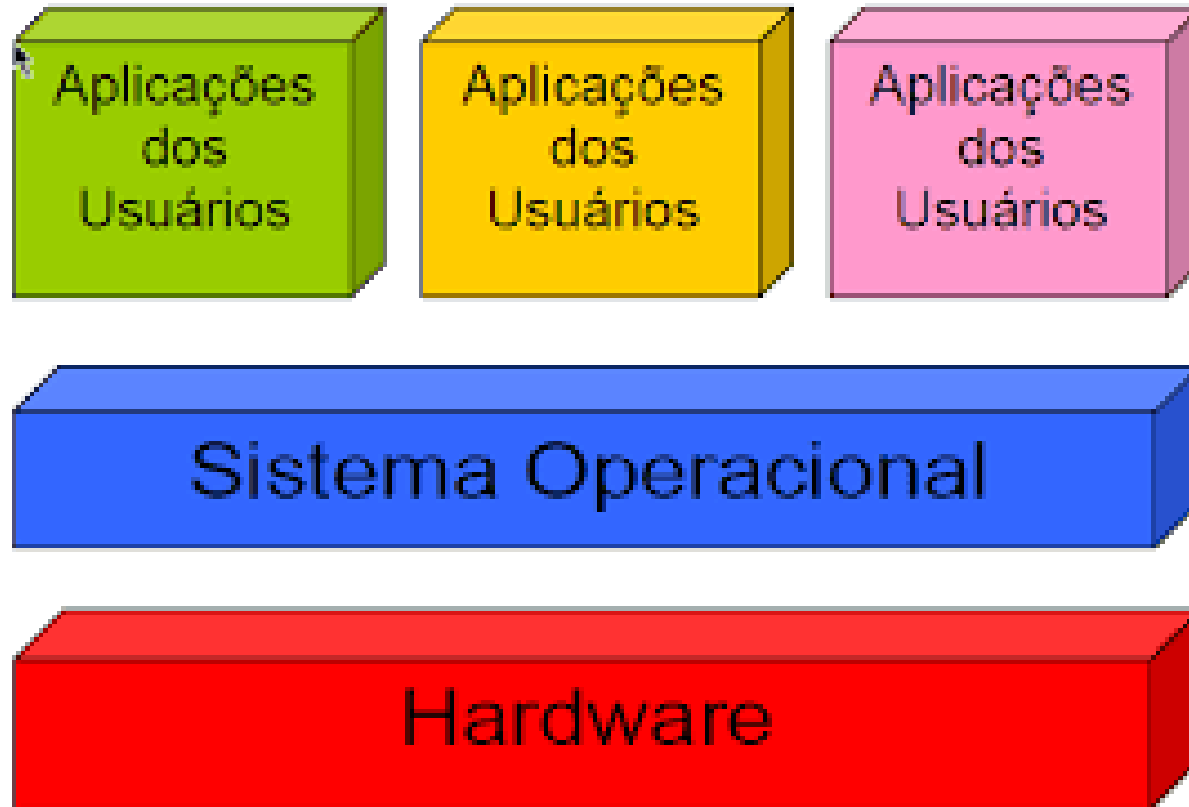 Aplicações
dos
Usuários
Aplicações
dos
Usuários
Aplicações
dos
Usuários
Sistema Operacional
Hardware